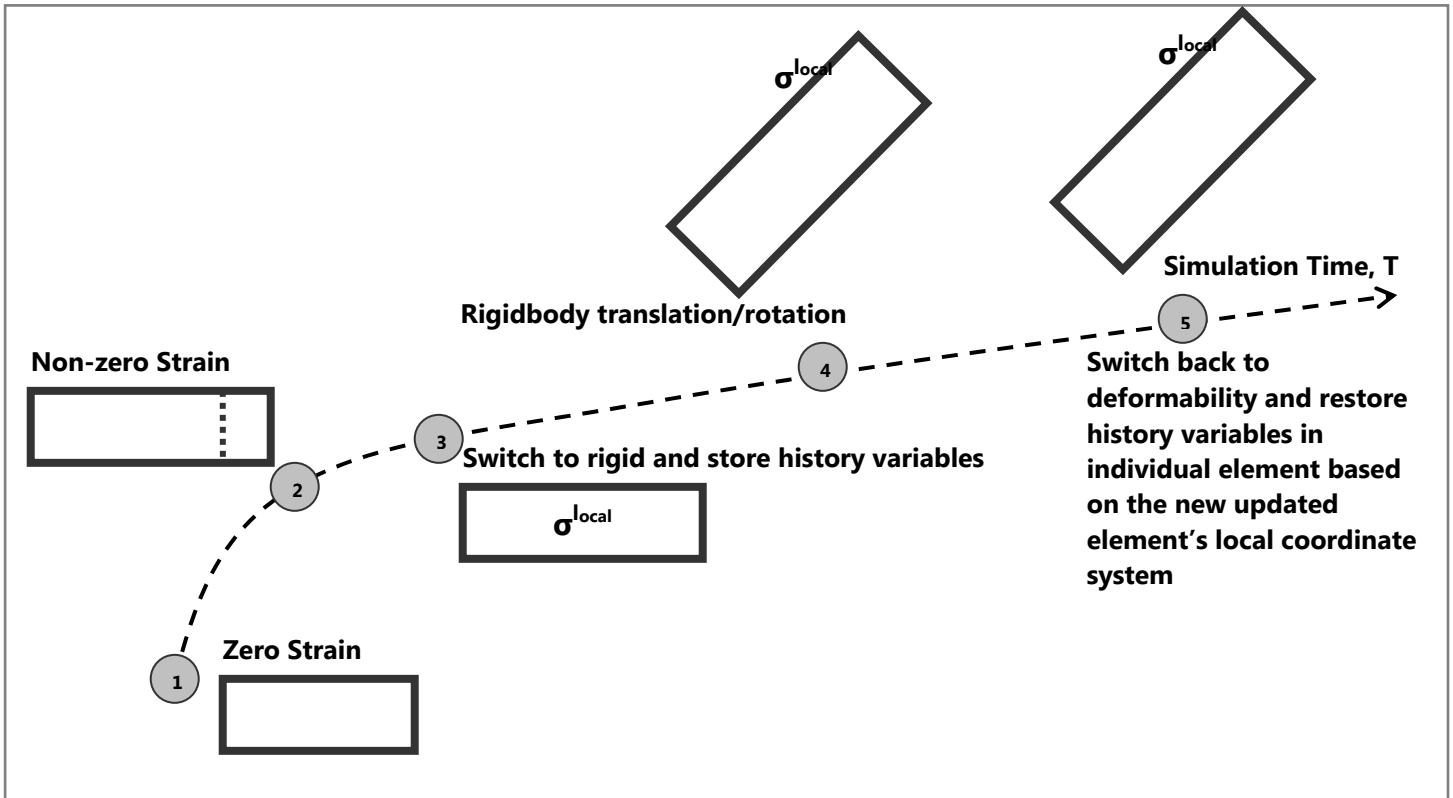 σlocal
σlocal
Simulation Time, T
Rigidbody translation/rotation
5
Non-zero Strain
4
Switch back to
deformability and restore
history variables in
individual element based
on the new updated
element’s local coordinate
system
3
Switch to rigid and store history variables
2
σlocal
Zero Strain
1